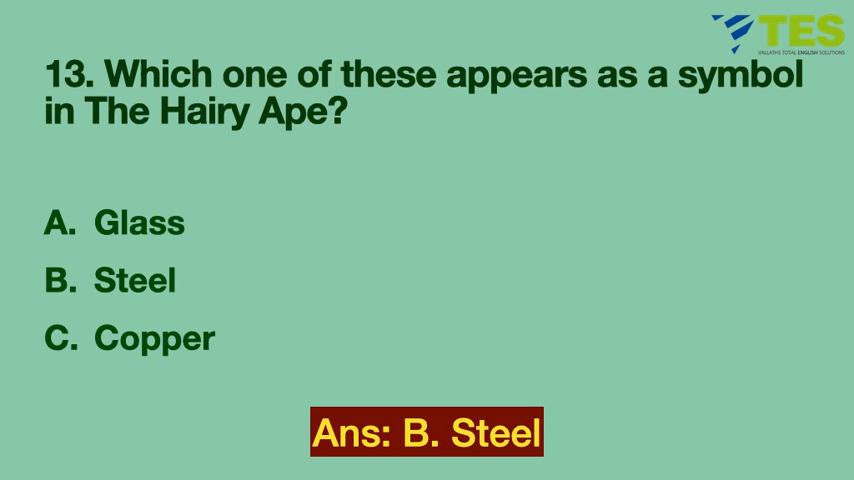 TES
VALLATHS TOTAL ENGLISH SOLUTIONS
13. Which one of these appears as a symbol
in The Hairy Ape?
A. Glass
B. Steel
C. Copper
Ans: B. Steel